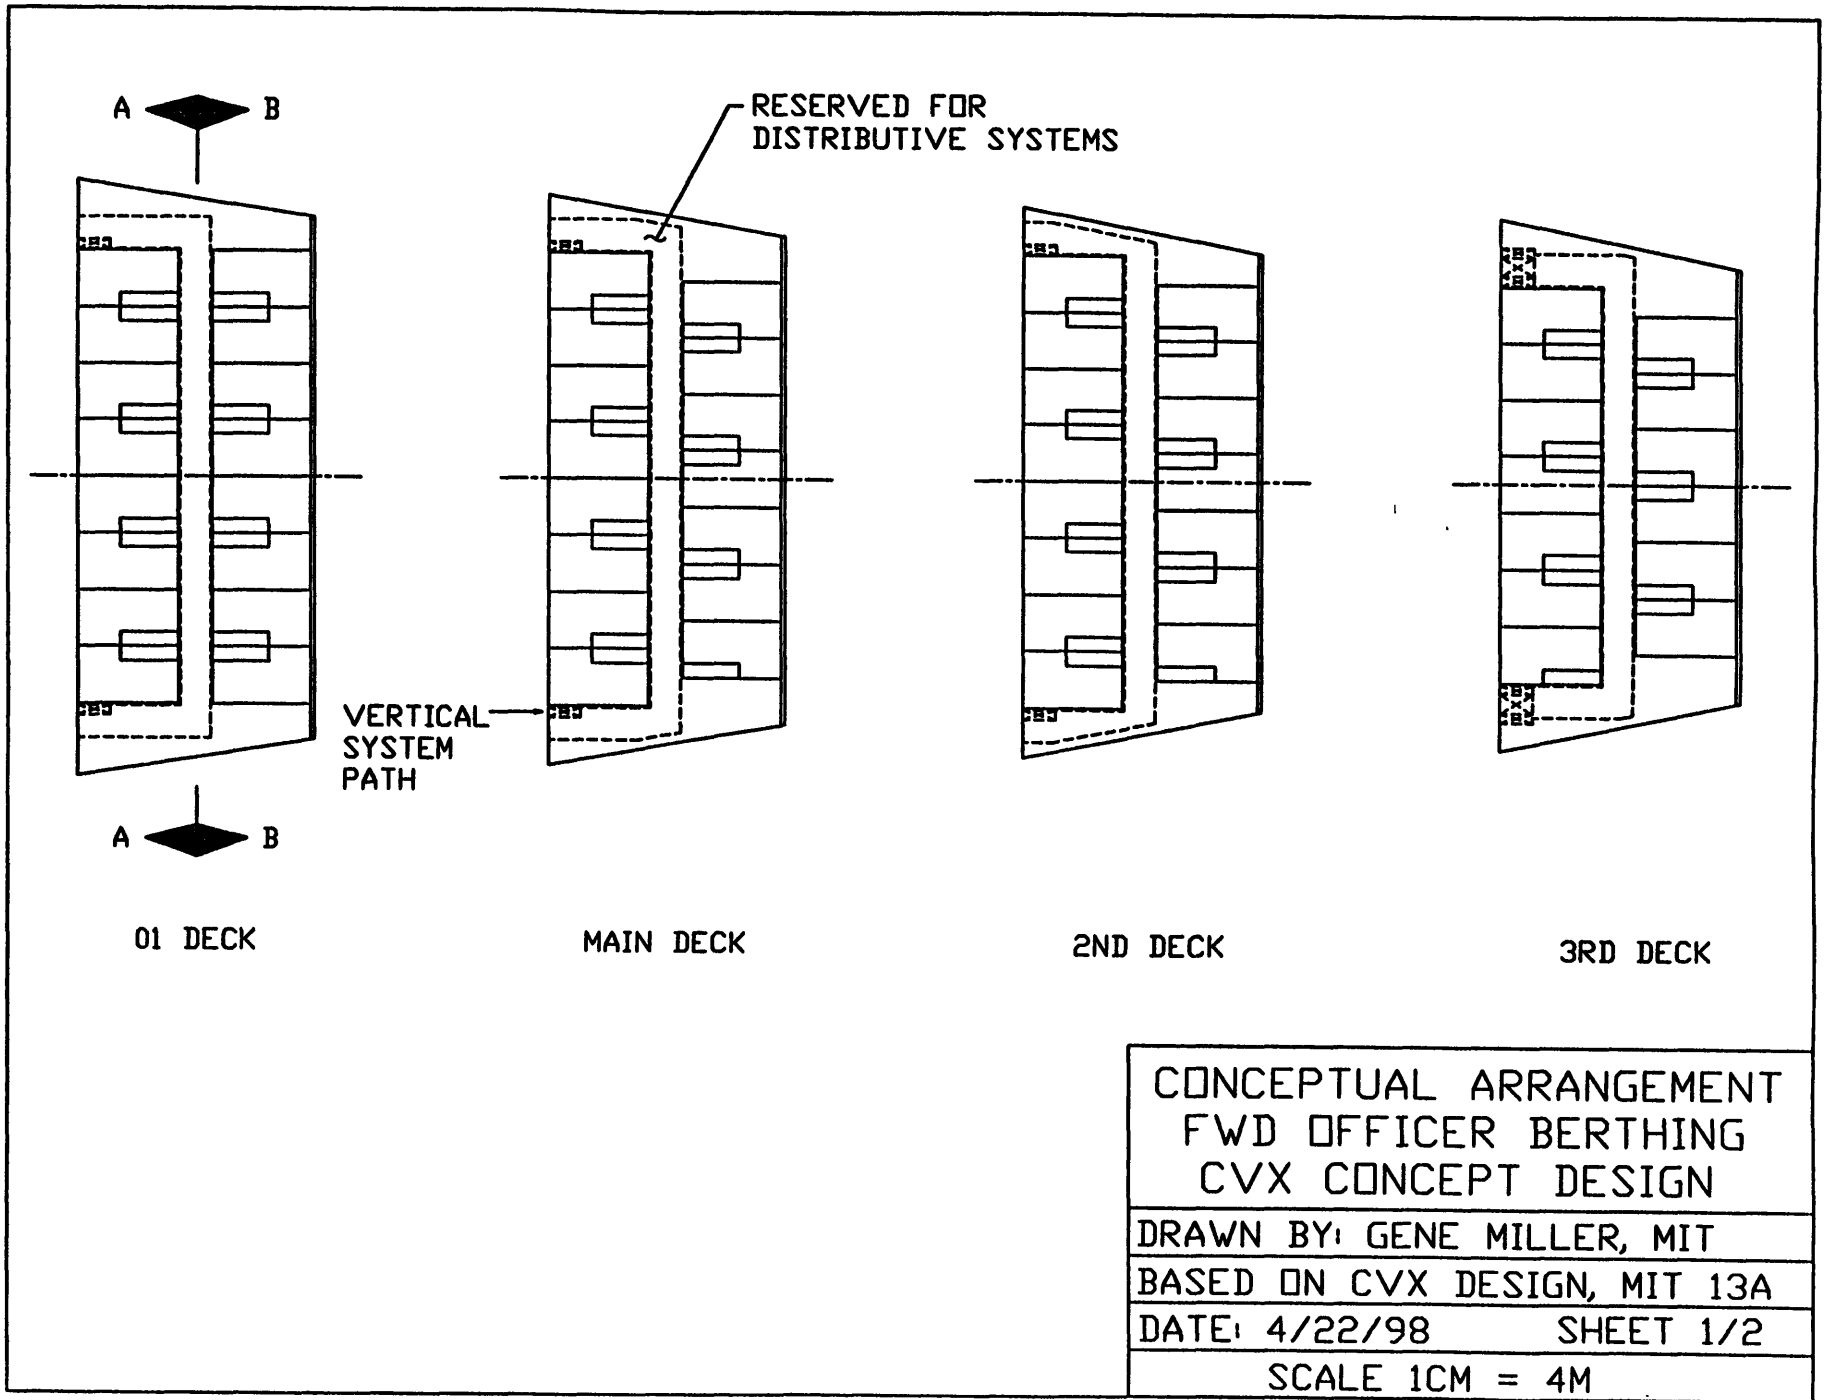 A B
RESERVED FOR
DISTRIBUTIVE SYSTEMS
VERTICAL
SYSTEM
PATH
A B
01 DECK
MAIN DECK
2ND DECK
3RD DECK
CONCEPTUAL ARRANGEMENT
FWD OFFICER BERTHING
CVX CONCEPT DESIGN
DRAWN BY: GENE MILLER, MIT
BASED ON CVX DESIGN, MIT 13A
DATE: 4/22/98 SHEET 1/2
SCALE 1CM = 4M